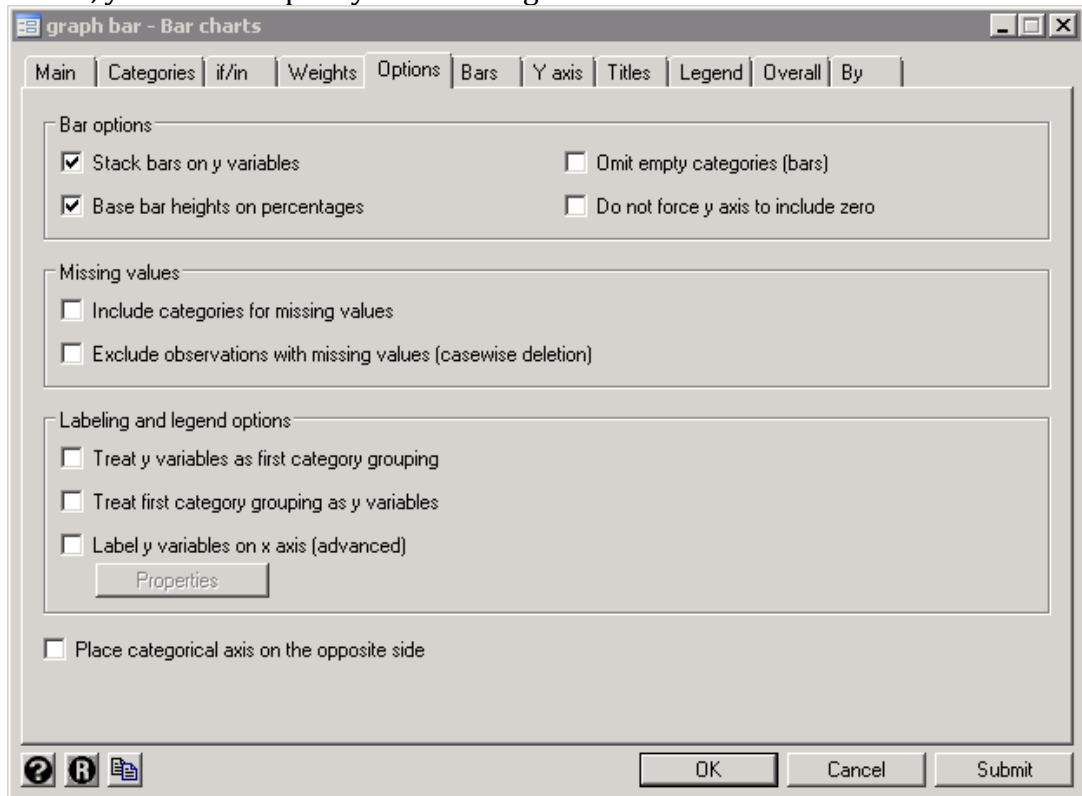 graph bar - Bar charts
Main Categories if/in Weights Options Bars Y axis Titles Legend Overall By
Bar options
Stack bars on y variables Omit empty categories (bars)
Base bar heights on percentages Do not force y axis to include zero
Missing values
Include categories for missing values
Exclude observations with missing values (casewise deletion)
Labeling and legend options
Treat y variables as first category grouping
Treat first category grouping as y variables
Label y variables on x axis (advanced)
Properties
Place categorical axis on the opposite side
? R OK Cancel Submit